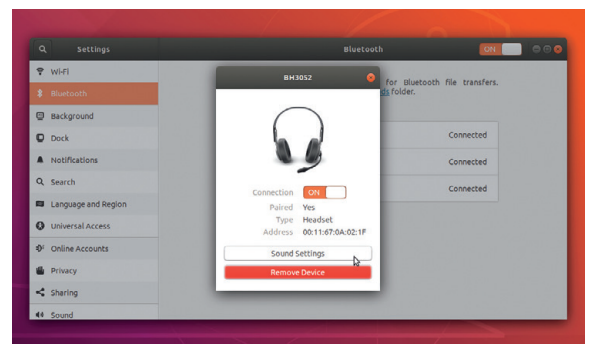 Settings
Bluetooth
ON
Wi-Fi
Bluetooth
Background
Dock
Notifications
Search
Language and Region
Universal Access
Online Accounts
Privacy
Sharing
Sound
for Bluetooth file transfers.
ds folder.
Connected
Connected
Connected
BH3052
Connection ON
Paired Yes
Type Headset
Address 00:11:67:0A:02:1F
Sound Settings
Remove Device